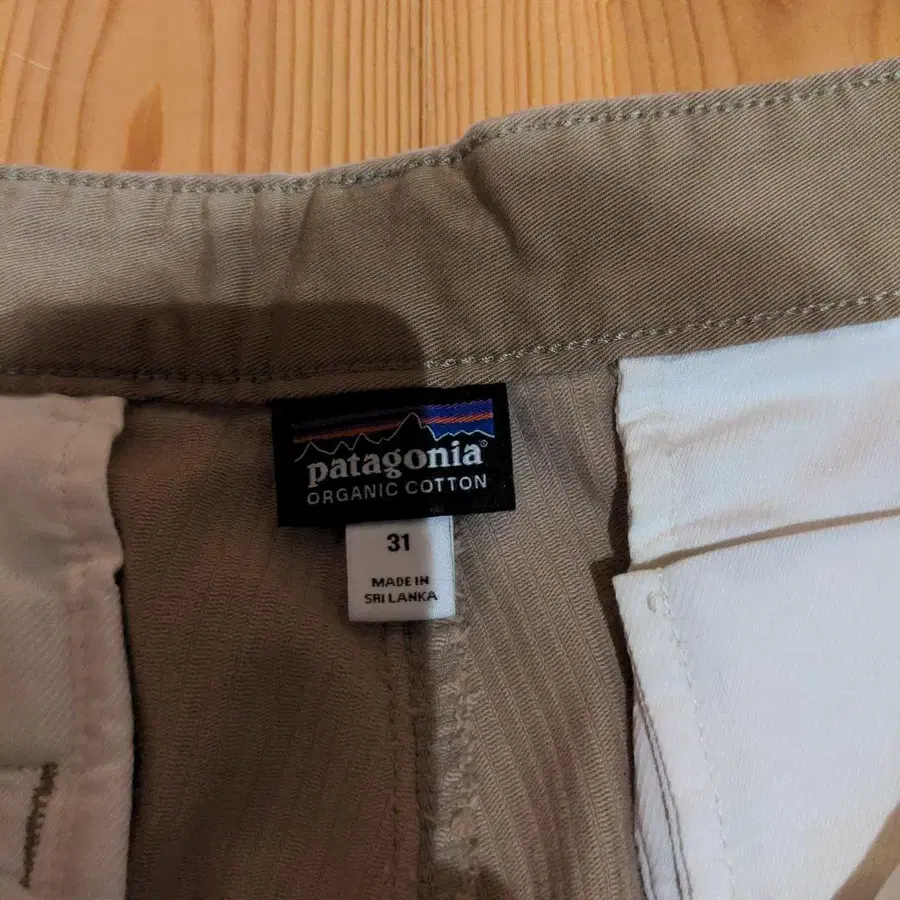 patagonia®
ORGANIC COTTON
31
MADE IN
SRI LANKA